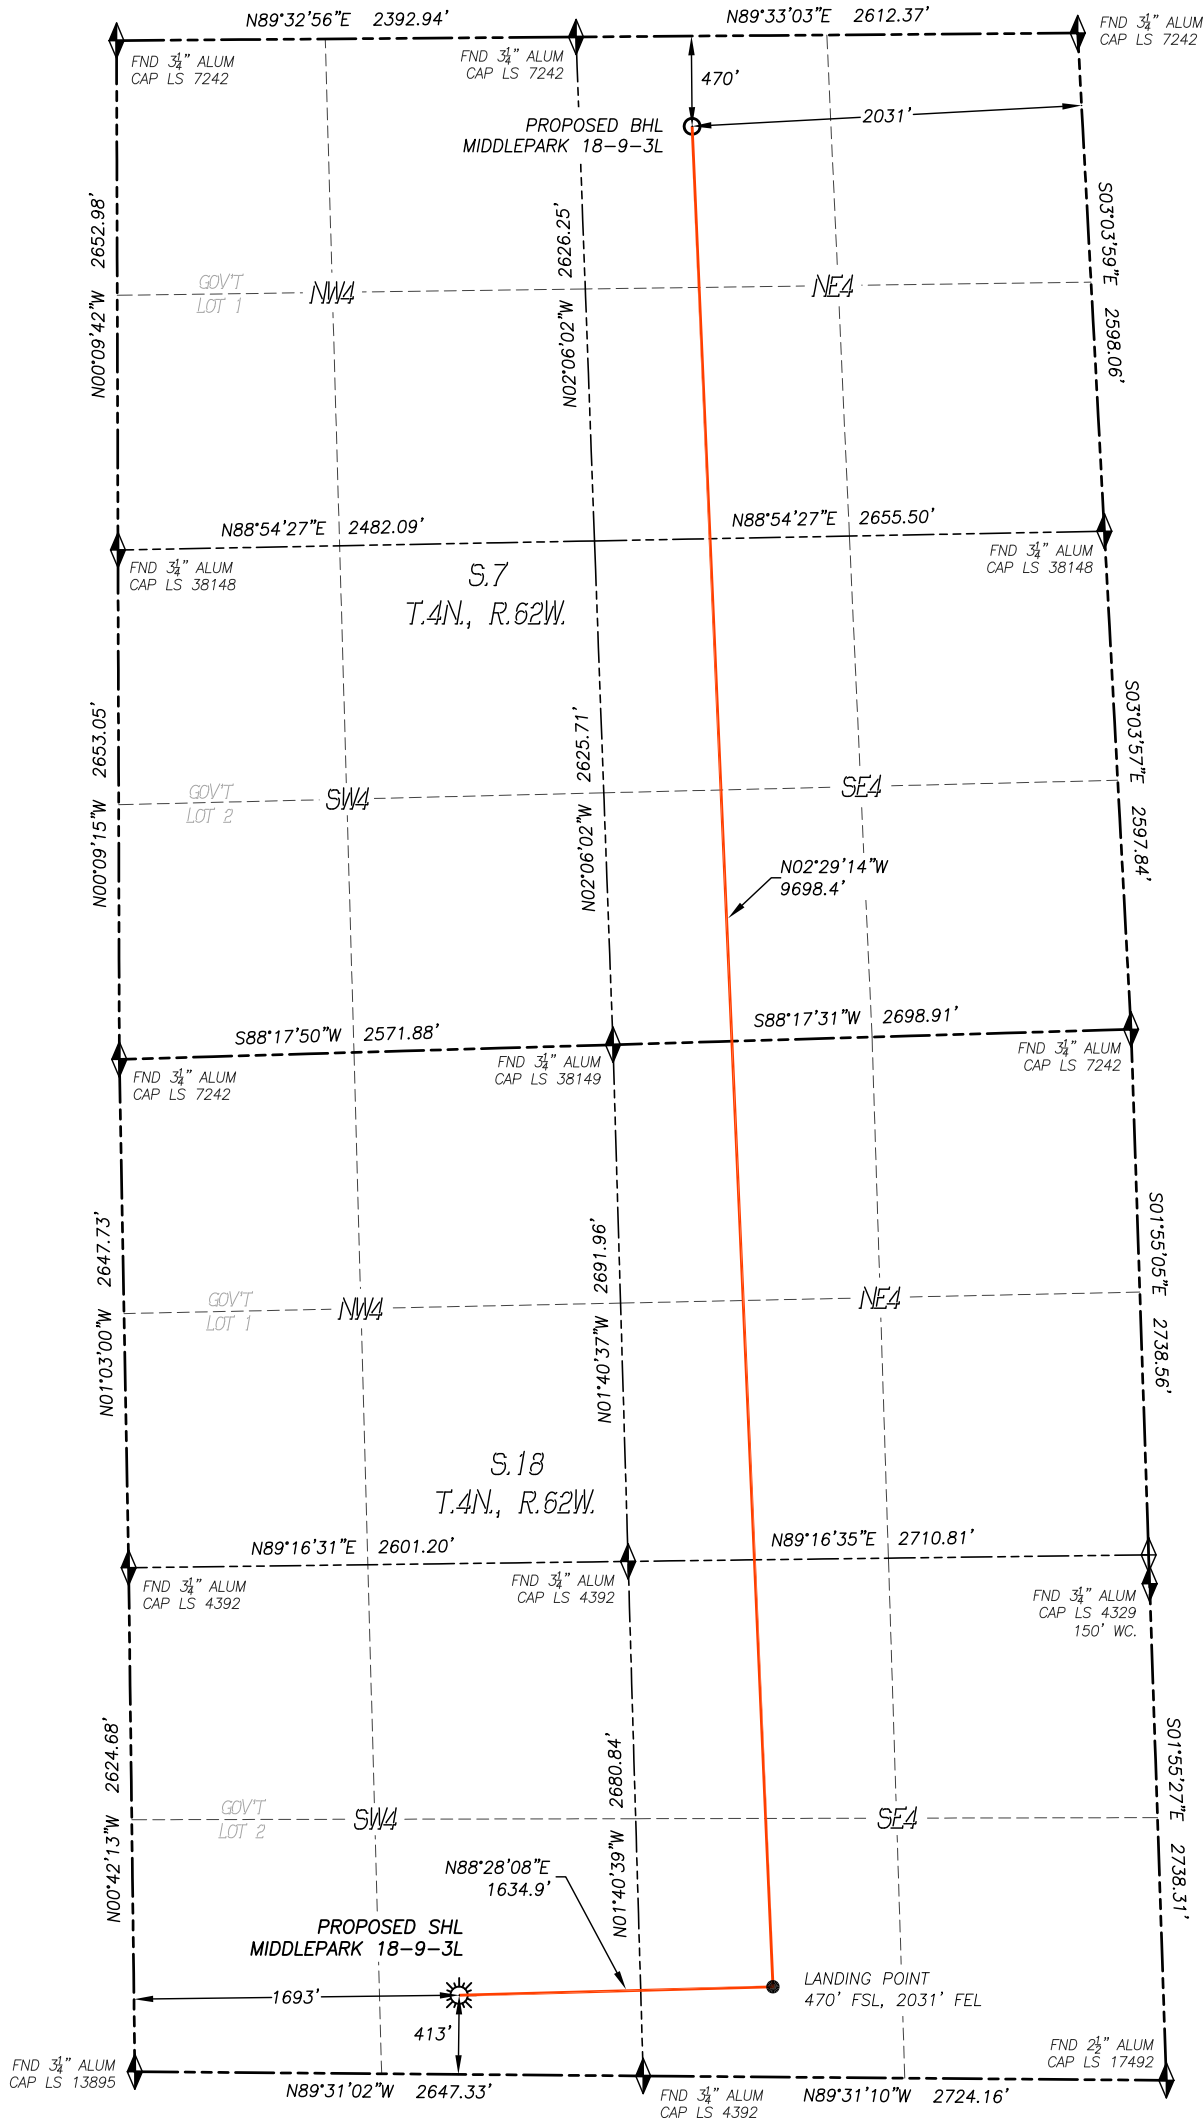 N89°32'56"E 2392.94'
N89°33'03"E 2612.37'
FND 3¼" ALUM
CAP LS 7242
FND 3¼" ALUM
CAP LS 7242
FND 3¼" ALUM
CAP LS 7242
470'
2031'
PROPOSED BHL
MIDDLEPARK 18-9-3L
N00°09'42"W 2652.98'
N02°06'02"W 2626.25'
S03°03'59"E 2598.06'
GOV'T
LOT 1
NW4
NE4
N88°54'27"E 2482.09'
N88°54'27"E 2655.50'
FND 3¼" ALUM
CAP LS 38148
FND 3¼" ALUM
CAP LS 38148
S.7
T.4N., R.62W.
N00°09'15"W 2653.05'
N02°06'02"W 2625.71'
S03°03'57"E 2597.84'
GOV'T
LOT 2
SW4
SE4
N02°29'14"W
9698.4'
S88°17'50"W 2571.88'
S88°17'31"W 2698.91'
FND 3¼" ALUM
CAP LS 7242
FND 3¼" ALUM
CAP LS 38149
FND 3¼" ALUM
CAP LS 7242
N01°03'00"W 2647.73'
N01°40'37"W 2691.96'
S01°55'05"E 2738.56'
GOV'T
LOT 1
NW4
NE4
S.18
T.4N., R.62W.
N89°16'31"E 2601.20'
N89°16'35"E 2710.81'
FND 3¼" ALUM
CAP LS 4392
FND 3¼" ALUM
CAP LS 4392
FND 3¼" ALUM
CAP LS 4329
150' WC.
N00°42'13"W 2624.68'
N01°40'39"W 2680.84'
S01°55'27"E 2738.31'
GOV'T
LOT 2
SW4
SE4
N88°28'08"E
1634.9'
PROPOSED SHL
MIDDLEPARK 18-9-3L
1693'
413'
LANDING POINT
470' FSL, 2031' FEL
FND 3¼" ALUM
CAP LS 13895
N89°31'02"W 2647.33'
FND 3¼" ALUM
CAP LS 4392
N89°31'10"W 2724.16'
FND 2½" ALUM
CAP LS 17492